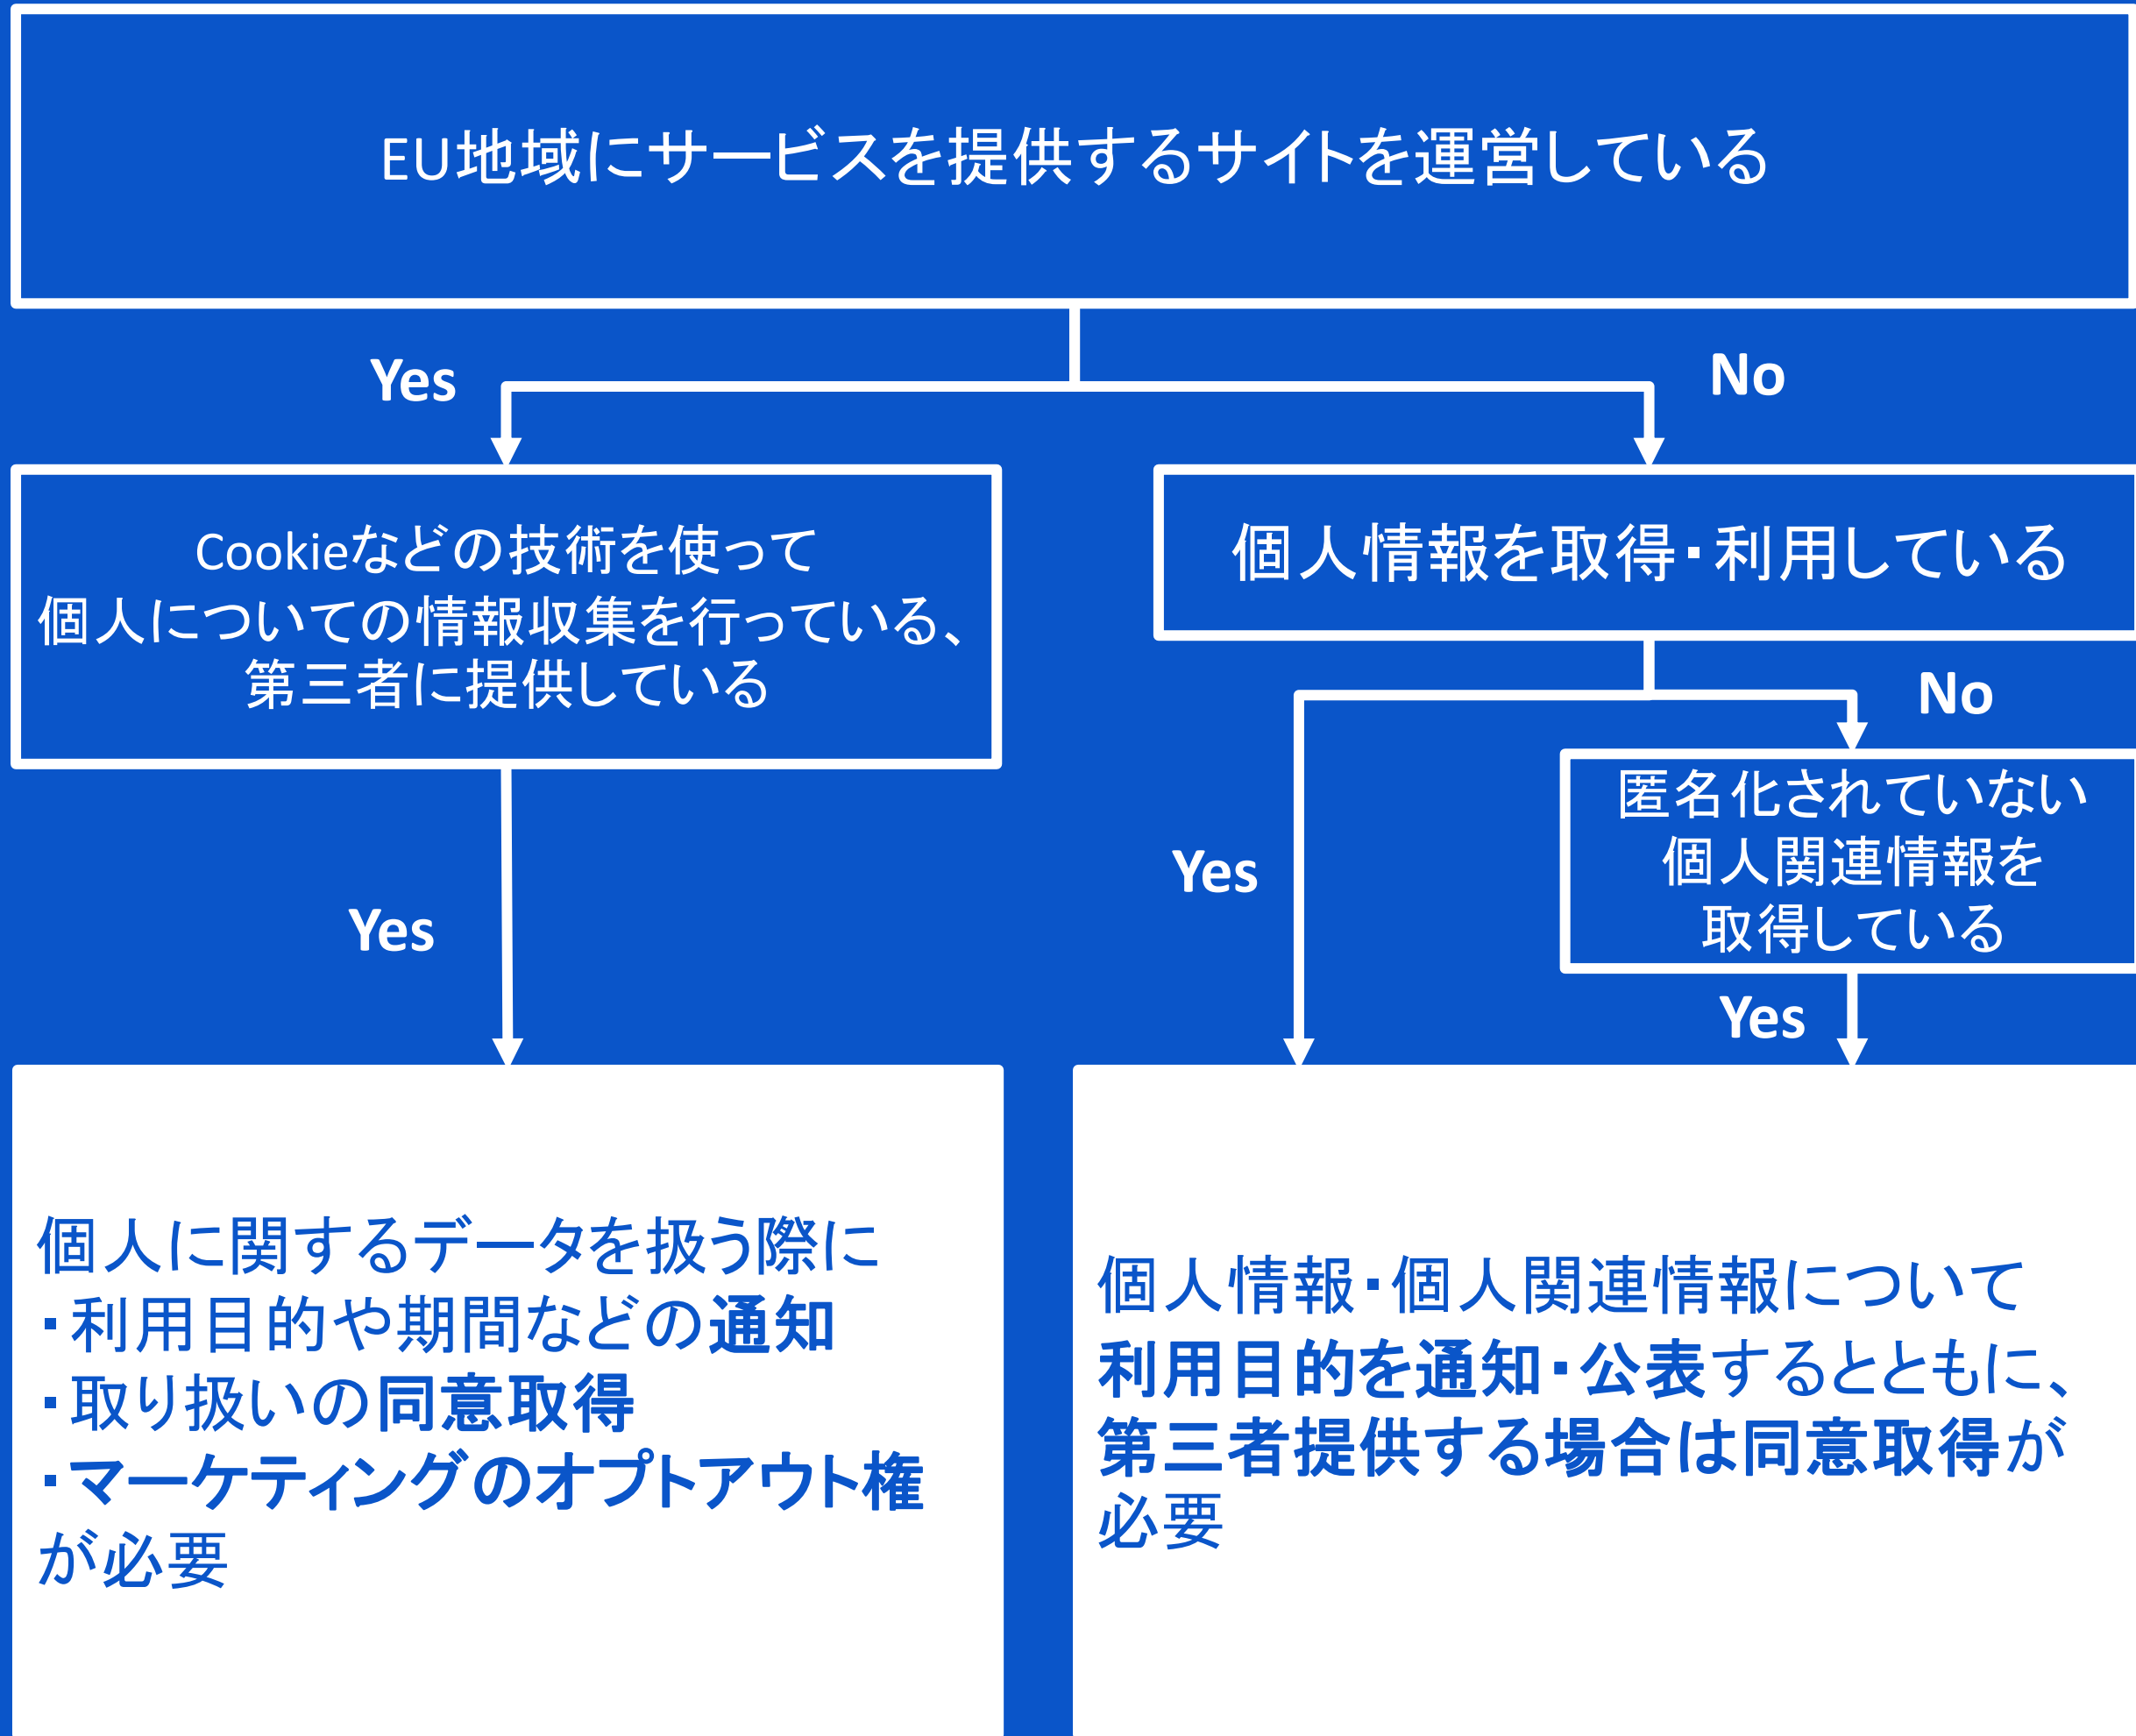 EU地域にサービスを提供するサイトを運営している
Yes
No
Cookieなどの技術を使って
個人についての情報収集を行っている、
第三者に提供している
個人情報を取得・利用している
No
匿名化されていない
個人関連情報を
取得している
Yes
Yes
Yes
個人に関するデータを扱う際に
・利用目的や期間などの通知
・取り扱いの同意取得
・マーケティングのオプトアウト権
が必要
個人情報・個人関連情報について
利用目的を通知・公表するとともに、
第三者提供する場合は同意取得が
必要